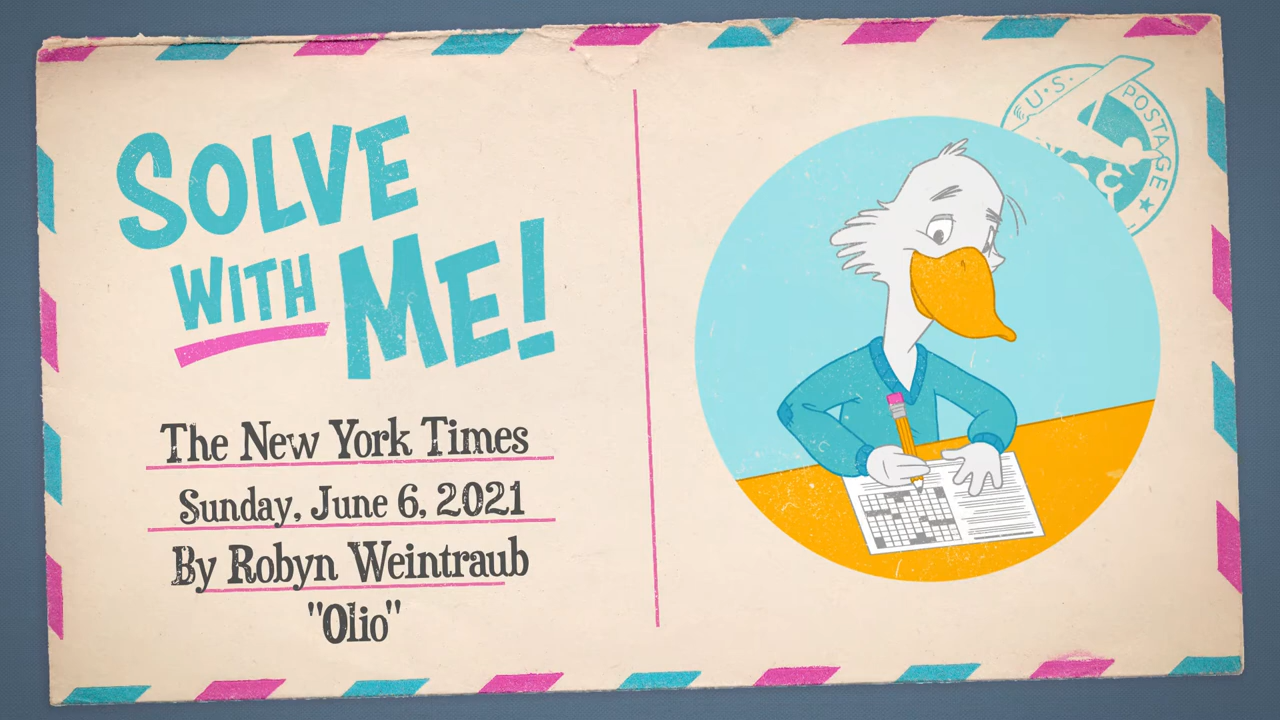 SOLVE
WITH ME!
The New York Times
Sunday, June 6, 2021
By Robyn Weintraub
"Olio"
U.S. POSTAGE